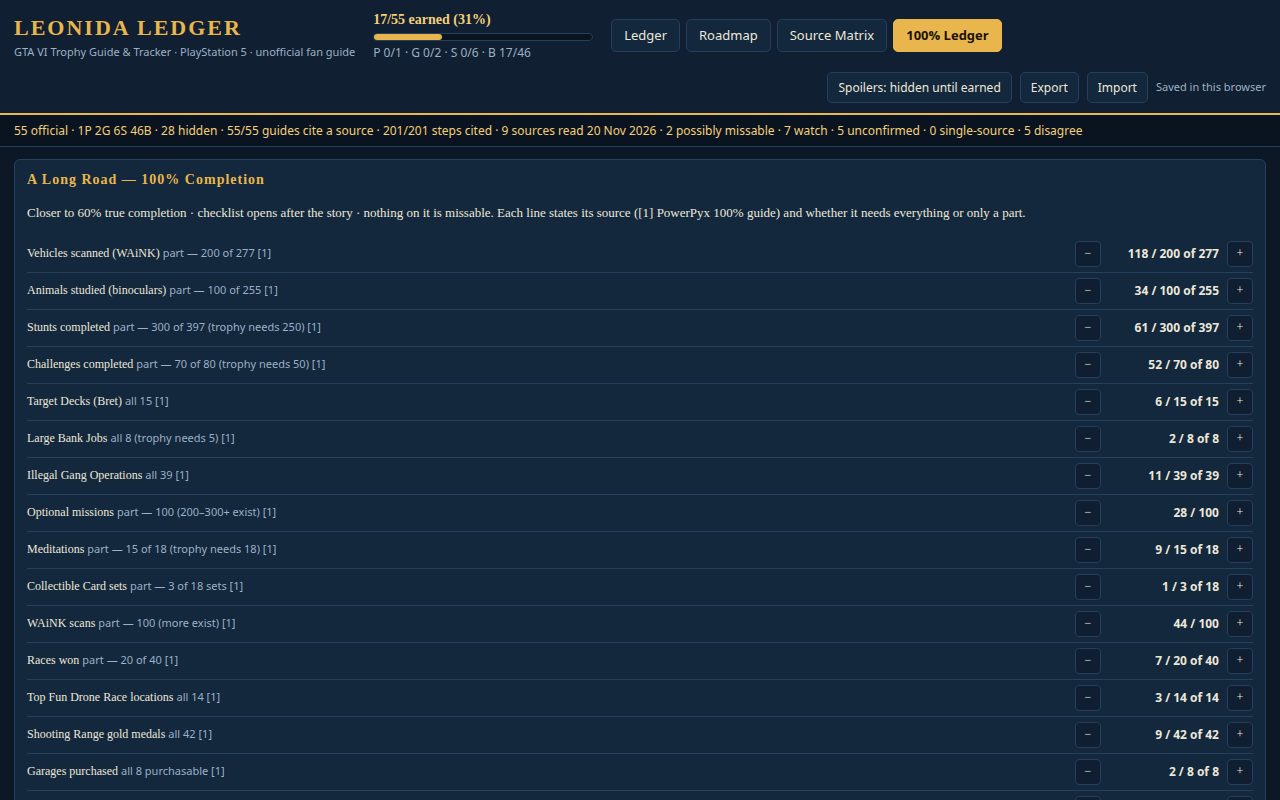 LEONIDA LEDGER
GTA VI Trophy Guide & Tracker · PlayStation 5 · unofficial fan guide
17/55 earned (31%)
P 0/1 · G 0/2 · S 0/6 · B 17/46
Ledger
Roadmap
Source Matrix
100% Ledger
Spoilers: hidden until earned
Export
Import
Saved in this browser
55 official · 1P 2G 6S 46B · 28 hidden · 55/55 guides cite a source · 201/201 steps cited · 9 sources read 20 Nov 2026 · 2 possibly missable · 7 watch · 5 unconfirmed · 0 single-source · 5 disagree
A Long Road — 100% Completion
Closer to 60% true completion · checklist opens after the story · nothing on it is missable. Each line states its source ([1] PowerPyx 100% guide) and whether it needs everything or only a part.
Vehicles scanned (WAiNK) part — 200 of 277 [1] − 118 / 200 of 277 +
Animals studied (binoculars) part — 100 of 255 [1] − 34 / 100 of 255 +
Stunts completed part — 300 of 397 (trophy needs 250) [1] − 61 / 300 of 397 +
Challenges completed part — 70 of 80 (trophy needs 50) [1] − 52 / 70 of 80 +
Target Decks (Bret) all 15 [1] − 6 / 15 of 15 +
Large Bank Jobs all 8 (trophy needs 5) [1] − 2 / 8 of 8 +
Illegal Gang Operations all 39 [1] − 11 / 39 of 39 +
Optional missions part — 100 (200–300+ exist) [1] − 28 / 100 +
Meditations part — 15 of 18 (trophy needs 18) [1] − 9 / 15 of 18 +
Collectible Card sets part — 3 of 18 sets [1] − 1 / 3 of 18 +
WAiNK scans part — 100 (more exist) [1] − 44 / 100 +
Races won part — 20 of 40 [1] − 7 / 20 of 40 +
Top Fun Drone Race locations all 14 [1] − 3 / 14 of 14 +
Shooting Range gold medals all 42 [1] − 9 / 42 of 42 +
Garages purchased all 8 purchasable [1] − 2 / 8 of 8 +